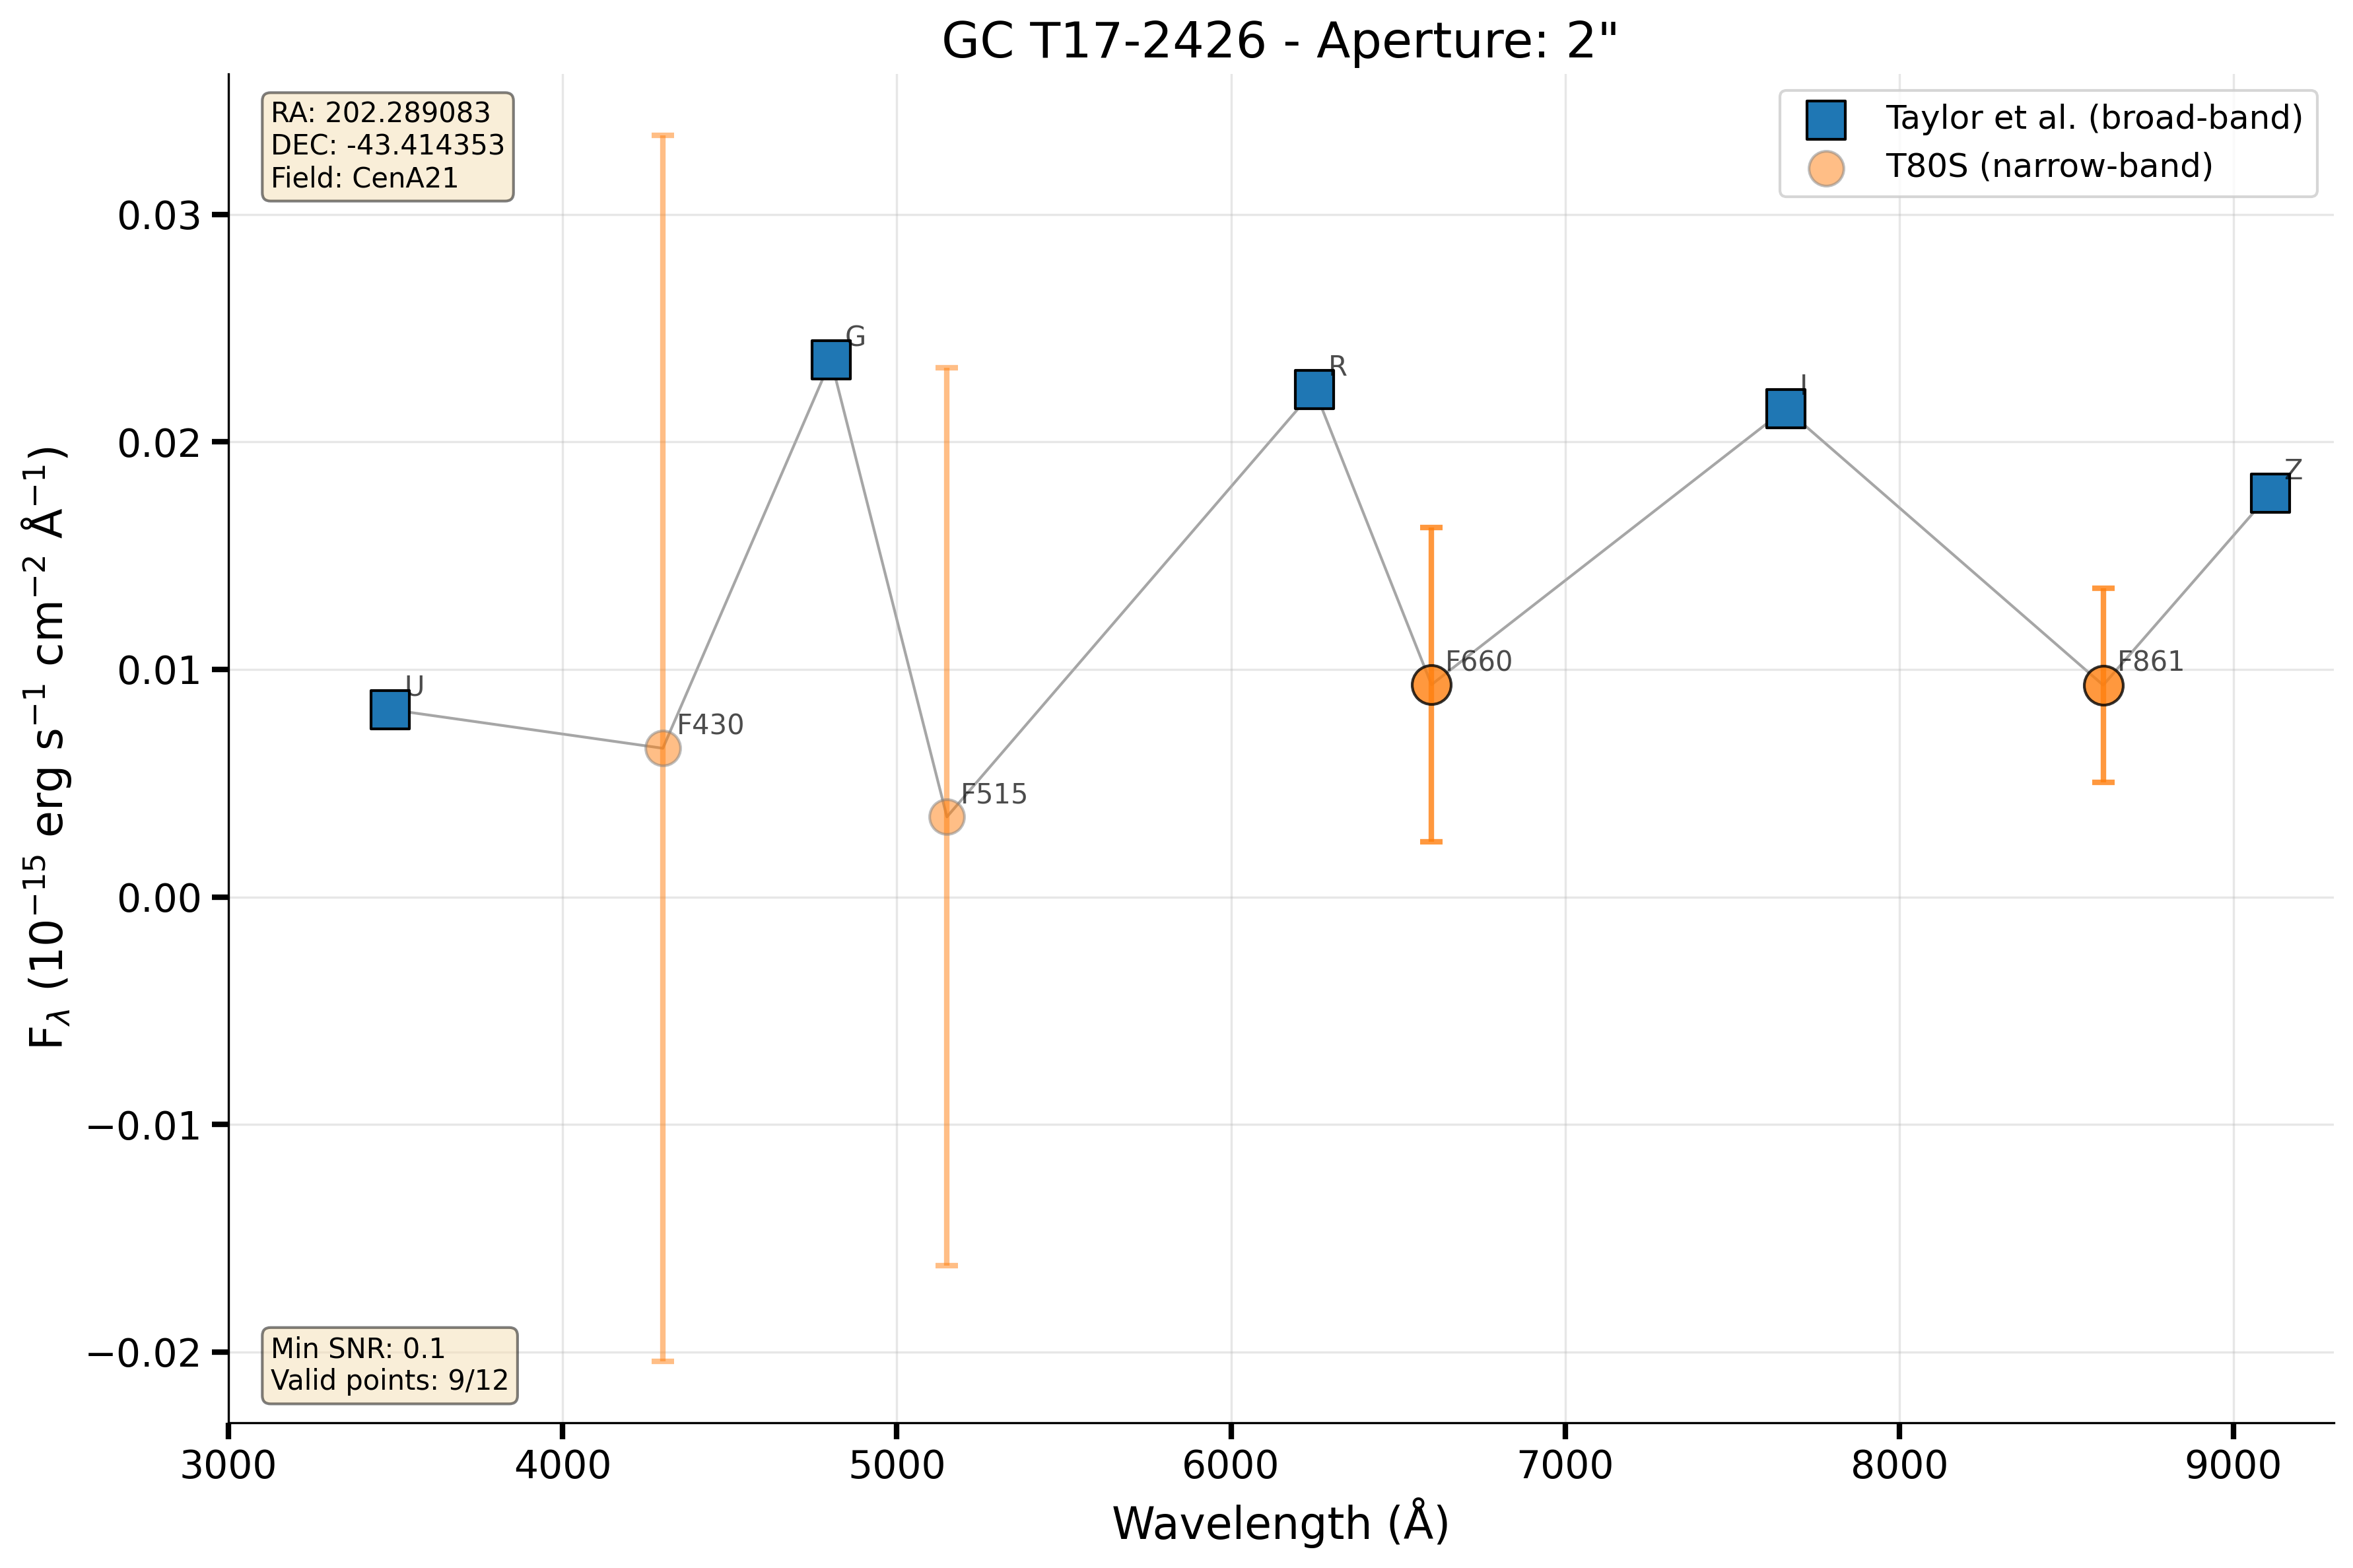 GC T17-2426 - Aperture: 2"
RA: 202.289083
DEC: -43.414353
Field: CenA21
Taylor et al. (broad-band)
T80S (narrow-band)
F_λ (10⁻¹⁵ erg s⁻¹ cm⁻² Å⁻¹)
0.03
0.02
0.01
0.00
−0.01
−0.02
U
F430
G
F515
R
F660
I
F861
Z
Min SNR: 0.1
Valid points: 9/12
3000 4000 5000 6000 7000 8000 9000
Wavelength (Å)